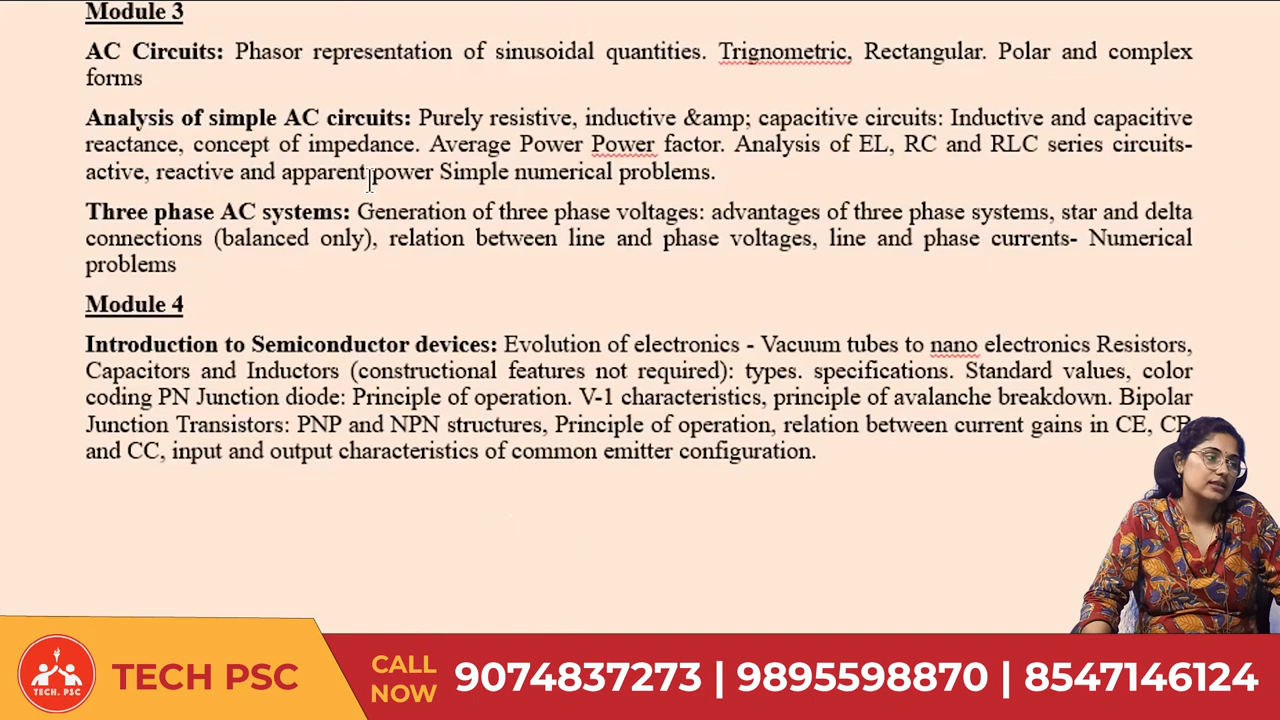 Module 3
AC Circuits: Phasor representation of sinusoidal quantities. Trignometric, Rectangular. Polar and complex
forms
Analysis of simple AC circuits: Purely resistive, inductive &amp; capacitive circuits: Inductive and capacitive
reactance, concept of impedance. Average Power Power factor. Analysis of EL, RC and RLC series circuits-
active, reactive and apparent power Simple numerical problems.
Three phase AC systems: Generation of three phase voltages: advantages of three phase systems, star and delta
connections (balanced only), relation between line and phase voltages, line and phase currents- Numerical
problems
Module 4
Introduction to Semiconductor devices: Evolution of electronics - Vacuum tubes to nano electronics Resistors,
Capacitors and Inductors (constructional features not required): types. specifications. Standard values, color
coding PN Junction diode: Principle of operation. V-1 characteristics, principle of avalanche breakdown. Bipolar
Junction Transistors: PNP and NPN structures, Principle of operation, relation between current gains in CE, CB
and CC, input and output characteristics of common emitter configuration.
TECH. PSC
TECH PSC
CALL
NOW
9074837273 | 9895598870 | 8547146124